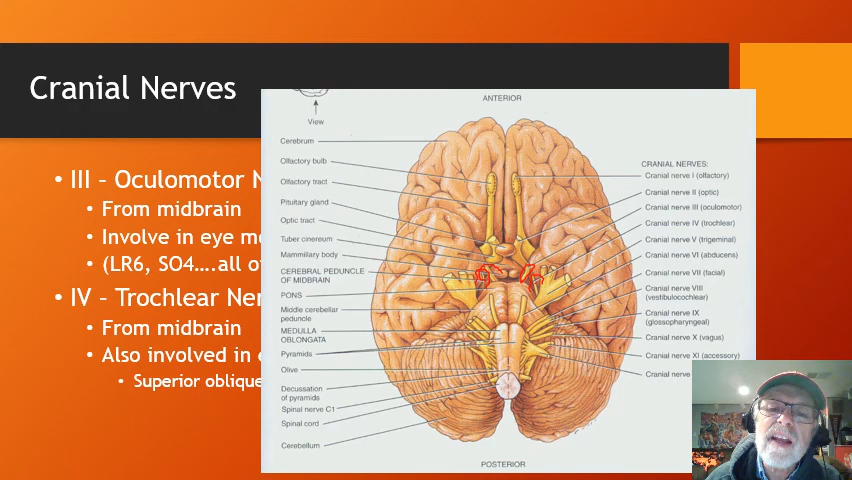 Cranial Nerves
• III – Oculomotor N
• From midbrain
• Involve in eye m
• (LR6, SO4....all o
• IV – Trochlear Ner
• From midbrain
• Also involved in e
• Superior oblique
ANTERIOR
View
Cerebrum
Olfactory bulb
Olfactory tract
Pituitary gland
Optic tract
Tuber cinereum
Mammillary body
CEREBRAL PEDUNCLE
OF MIDBRAIN
PONS
Middle cerebellar
peduncle
MEDULLA
OBLONGATA
Pyramids
Olive
Decussation
of pyramids
Spinal nerve C1
Spinal cord
Cerebellum
CRANIAL NERVES:
Cranial nerve I (olfactory)
Cranial nerve II (optic)
Cranial nerve III (oculomotor)
Cranial nerve IV (trochlear)
Cranial nerve V (trigeminal)
Cranial nerve VI (abducens)
Cranial nerve VII (facial)
Cranial nerve VIII
(vestibulocochlear)
Cranial nerve IX
(glossopharyngeal)
Cranial nerve X (vagus)
Cranial nerve XI (accessory)
Cranial nerve
POSTERIOR